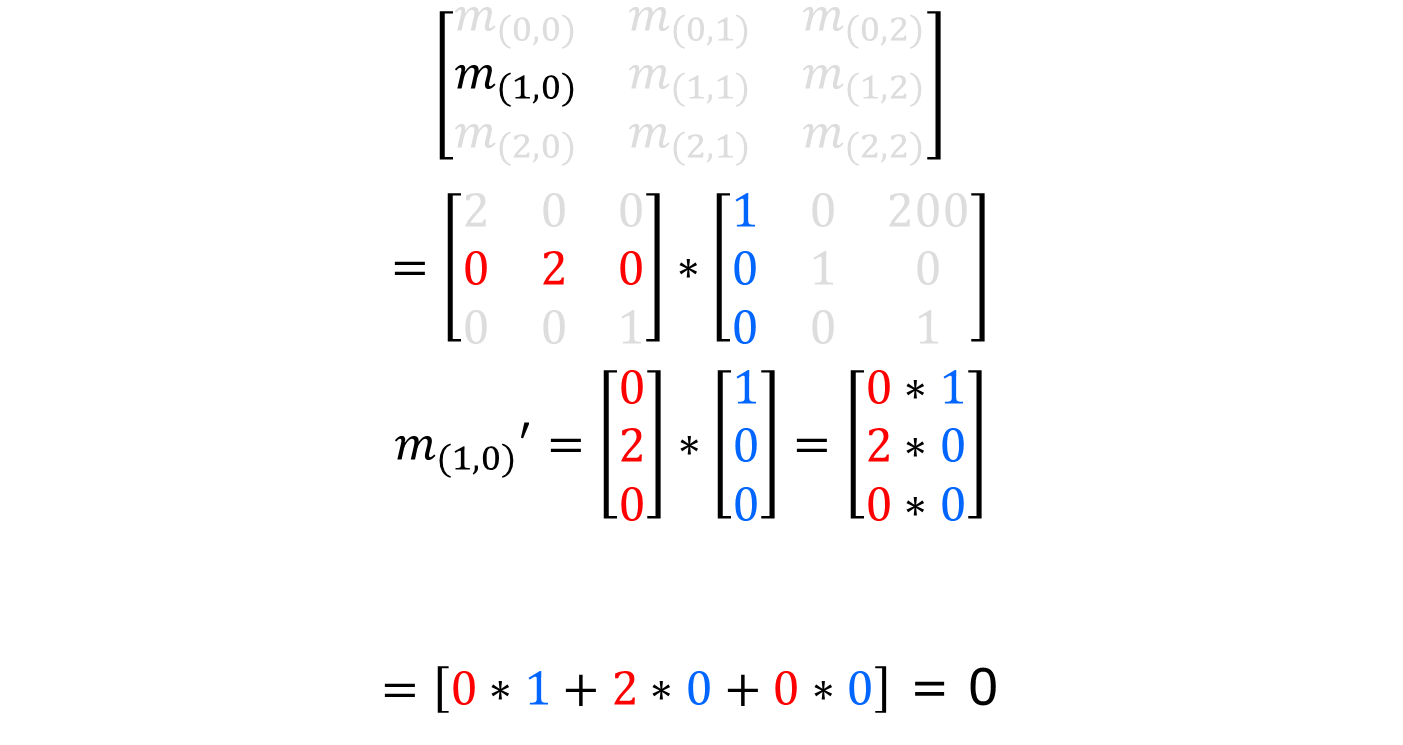 m(0,0) m(0,1) m(0,2)
m(1,0) m(1,1) m(1,2)
m(2,0) m(2,1) m(2,2)
2 0 0 1 0 200
= 0 2 0 * 0 1 0
0 0 1 0 0 1
0 1 0 * 1
m(1,0)′ = 2 * 0 = 2 * 0
0 0 0 * 0
= [0 * 1 + 2 * 0 + 0 * 0] = 0